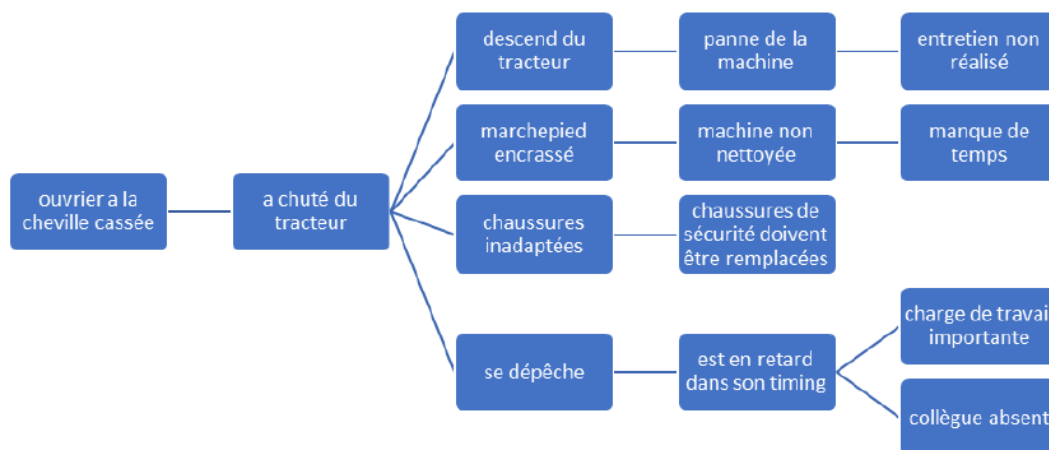 descend du
tracteur
panne de la
machine
entretien non
réalisé
marchepied
encrassé
machine non
nettoyée
manque de
temps
ouvrier a la
cheville cassée
a chuté du
tracteur
chaussures
inadaptées
chaussures de
sécurité doivent
être remplacées
se dépêche
est en retard
dans son timing
charge de travai
importante
collègue absent